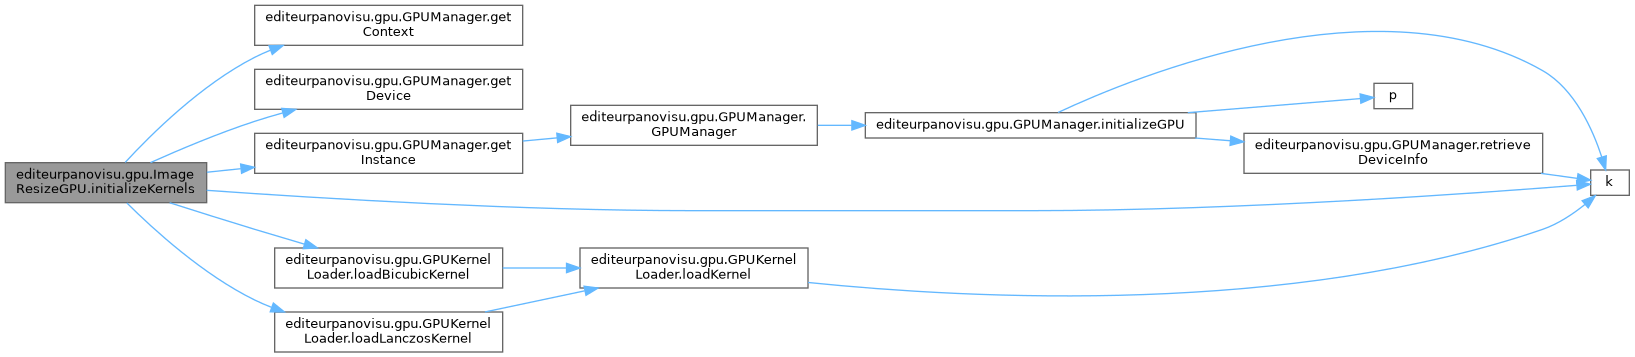 editeurpanovisu.gpu.Image
ResizeGPU.initializeKernels
editeurpanovisu.gpu.GPUManager.get
Context
editeurpanovisu.gpu.GPUManager.get
Device
editeurpanovisu.gpu.GPUManager.get
Instance
editeurpanovisu.gpu.GPUManager.
GPUManager
editeurpanovisu.gpu.GPUManager.initializeGPU
p
editeurpanovisu.gpu.GPUManager.retrieve
DeviceInfo
k
editeurpanovisu.gpu.GPUKernel
Loader.loadBicubicKernel
editeurpanovisu.gpu.GPUKernel
Loader.loadKernel
editeurpanovisu.gpu.GPUKernel
Loader.loadLanczosKernel